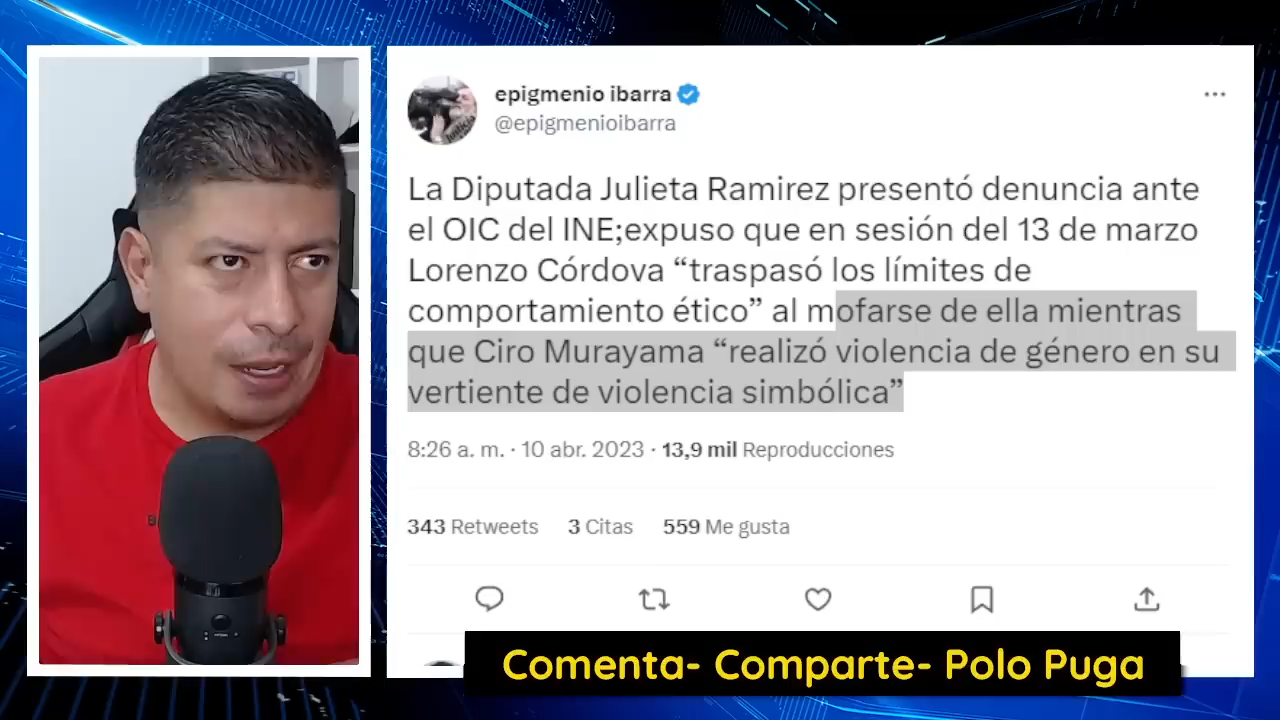 epigmenio ibarra
@epigmenioibarra
La Diputada Julieta Ramirez presentó denuncia ante
el OIC del INE;expuso que en sesión del 13 de marzo
Lorenzo Córdova “traspasó los límites de
comportamiento ético” al mofarse de ella mientras
que Ciro Murayama “realizó violencia de género en su
vertiente de violencia simbólica”
8:26 a. m. · 10 abr. 2023 · 13,9 mil Reproducciones
343 Retweets 3 Citas 559 Me gusta
Comenta- Comparte- Polo Puga